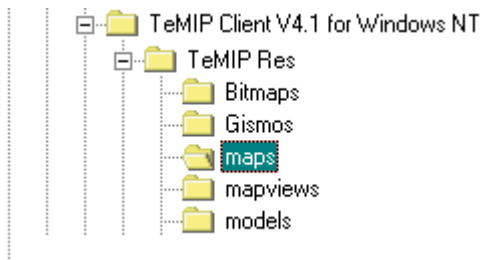 TeMIP Client V4.1 for Windows NT
TeMIP Res
Bitmaps
Gismos
maps
mapviews
models